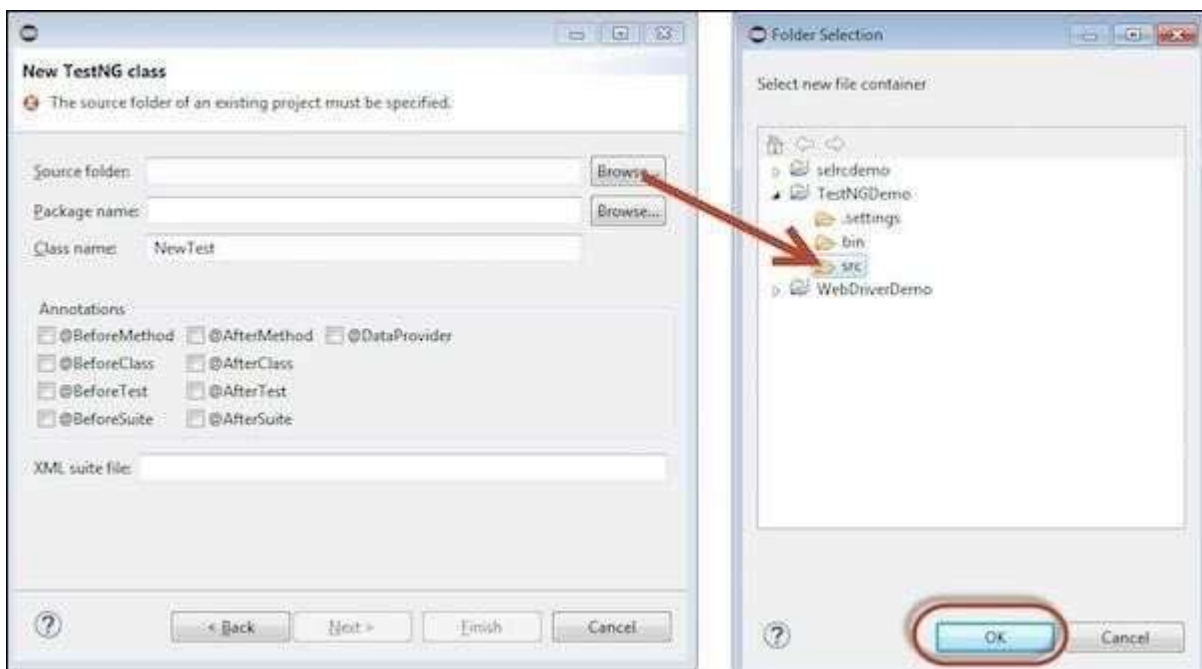 New TestNG class
The source folder of an existing project must be specified.
Source folder:
Browse...
Package name:
Browse...
Class name:
NewTest
Annotations
@BeforeMethod @AfterMethod @DataProvider
@BeforeClass @AfterClass
@BeforeTest @AfterTest
@BeforeSuite @AfterSuite
XML suite file:
< Back Next > Finish Cancel
Folder Selection
Select new file container
selrcdemo
TestNGDemo
.settings
bin
src
WebDriverDemo
OK Cancel